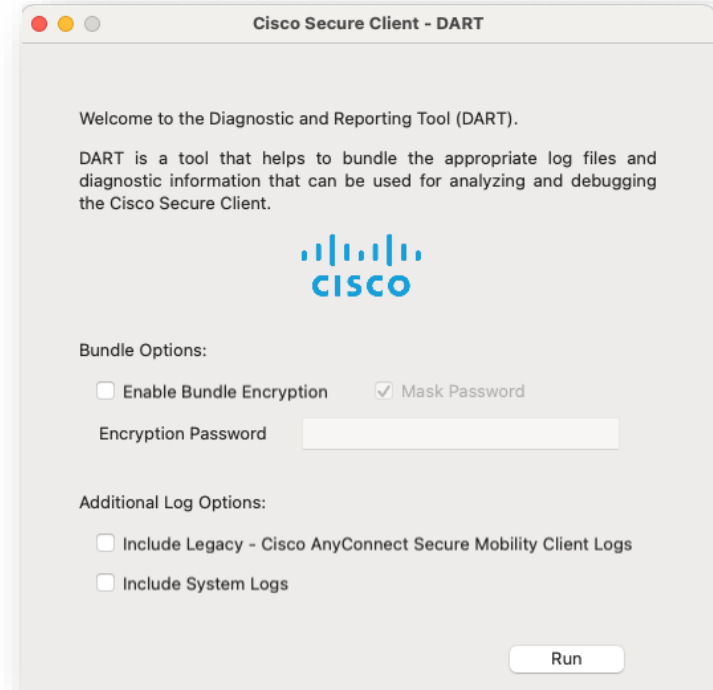 Cisco Secure Client - DART
Welcome to the Diagnostic and Reporting Tool (DART).
DART is a tool that helps to bundle the appropriate log files and
diagnostic information that can be used for analyzing and debugging
the Cisco Secure Client.
CISCO
Bundle Options:
Enable Bundle Encryption
Mask Password
Encryption Password
Additional Log Options:
Include Legacy - Cisco AnyConnect Secure Mobility Client Logs
Include System Logs
Run